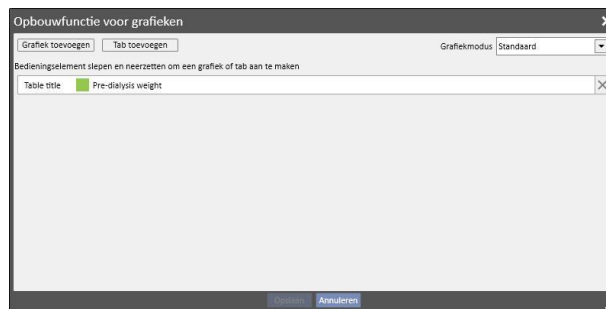 Opbouwfunctie voor grafieken
Grafiek toevoegen Tab toevoegen Grafiekmodus Standaard
Bedieningselement slepen en neerzetten om een grafiek of tab aan te maken
Table title Pre-dialysis weight
Opslaan Annuleren